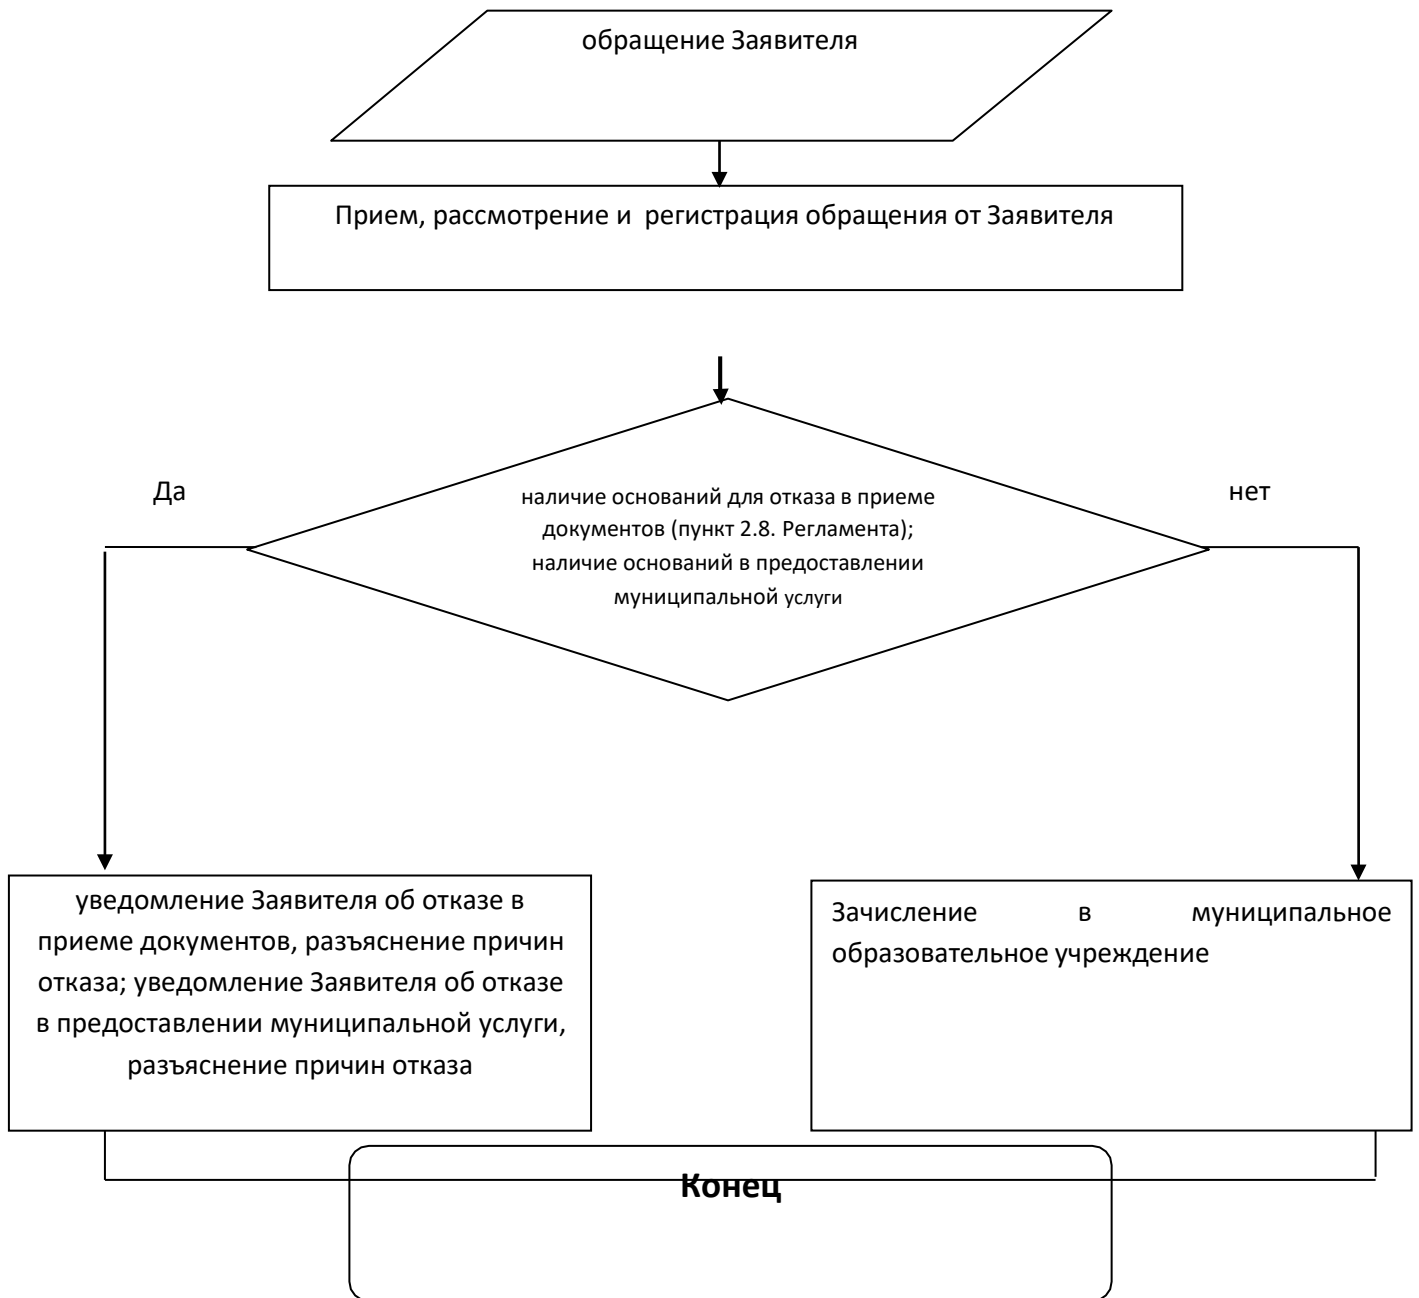 обращение Заявителя
Прием, рассмотрение и регистрация обращения от Заявителя
Да
нет
наличие оснований для отказа в приеме
документов (пункт 2.8. Регламента);
наличие оснований в предоставлении
муниципальной услуги
уведомление Заявителя об отказе в
приеме документов, разъяснение причин
отказа; уведомление Заявителя об отказе
в предоставлении муниципальной услуги,
разъяснение причин отказа
Зачисление в муниципальное
образовательное учреждение
Конец